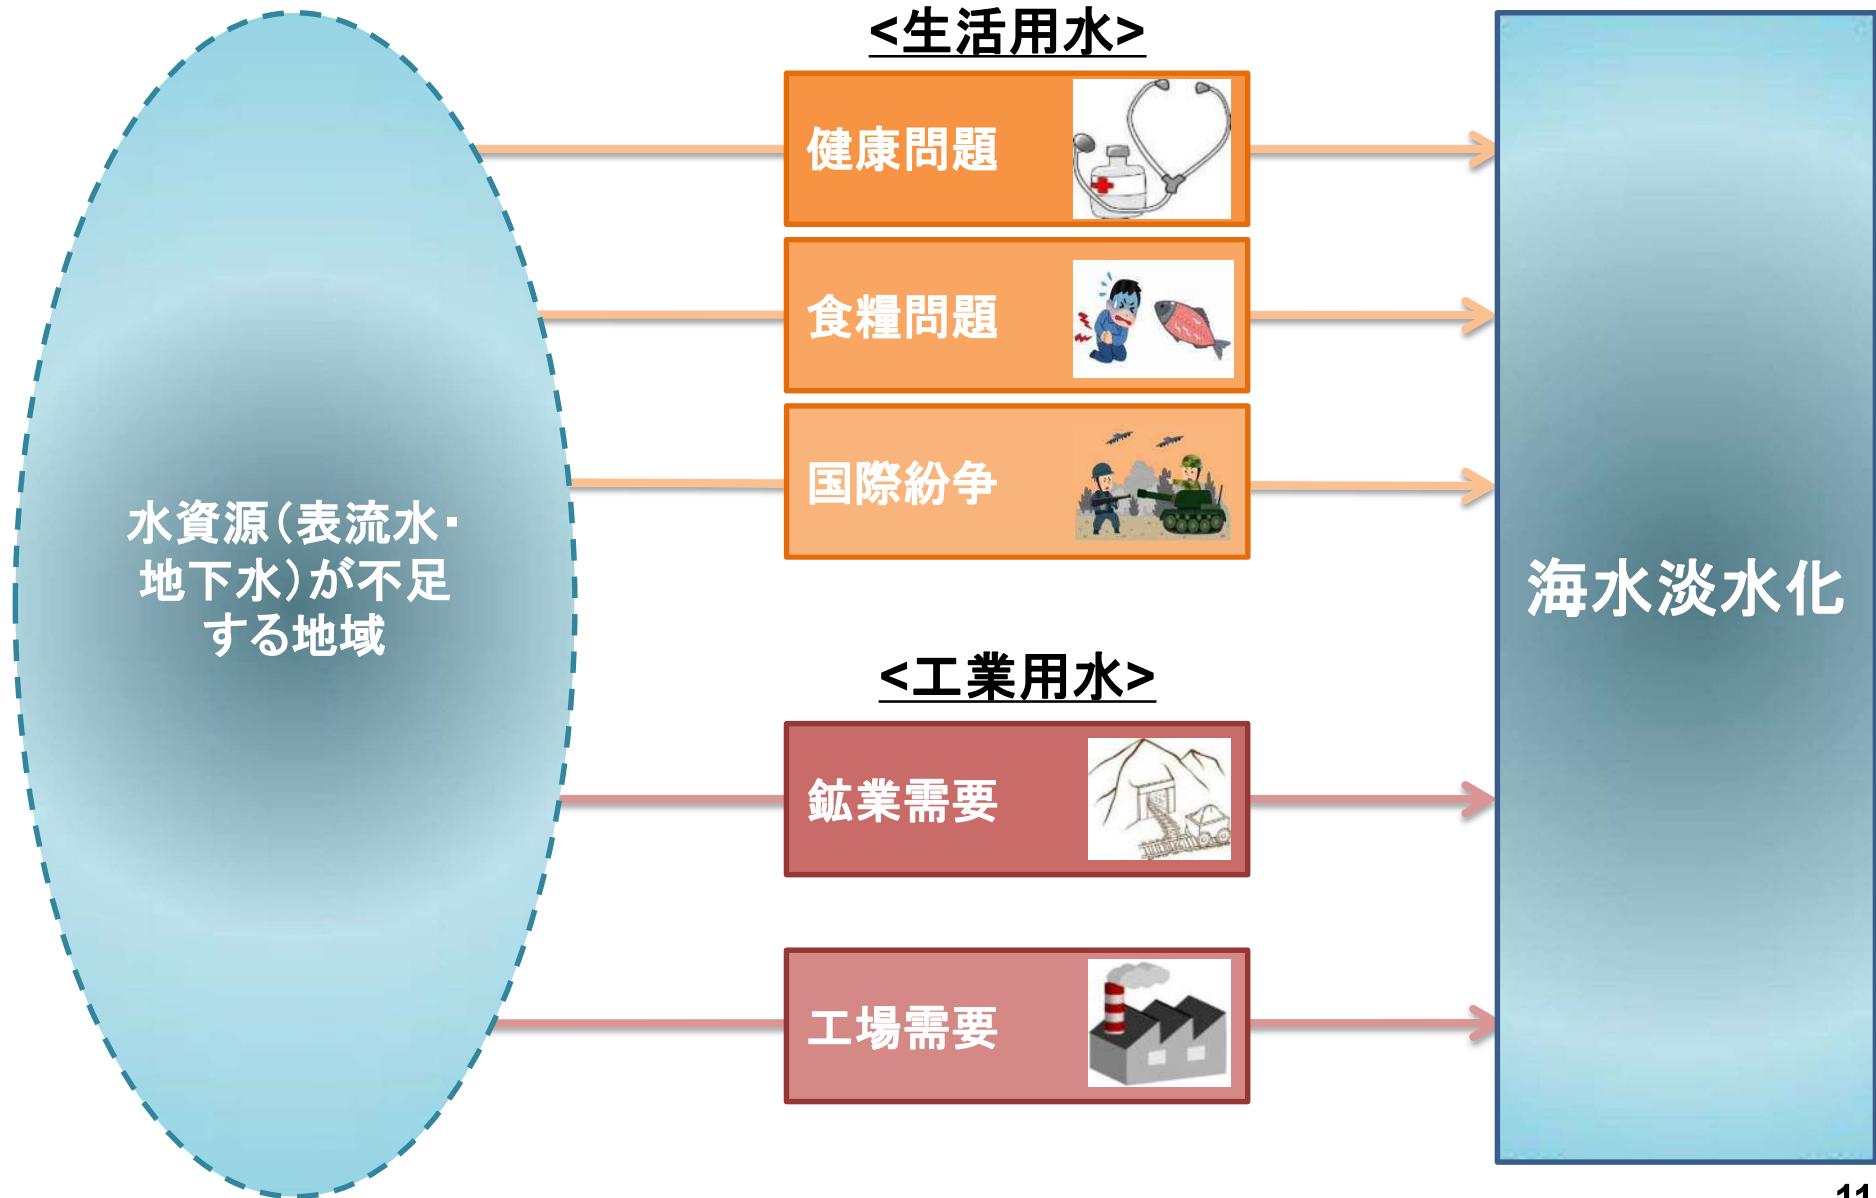 <生活用水>
健康問題
食糧問題
国際紛争
水資源（表流水・
地下水）が不足
する地域
海水淡水化
<工業用水>
鉱業需要
工場需要
11